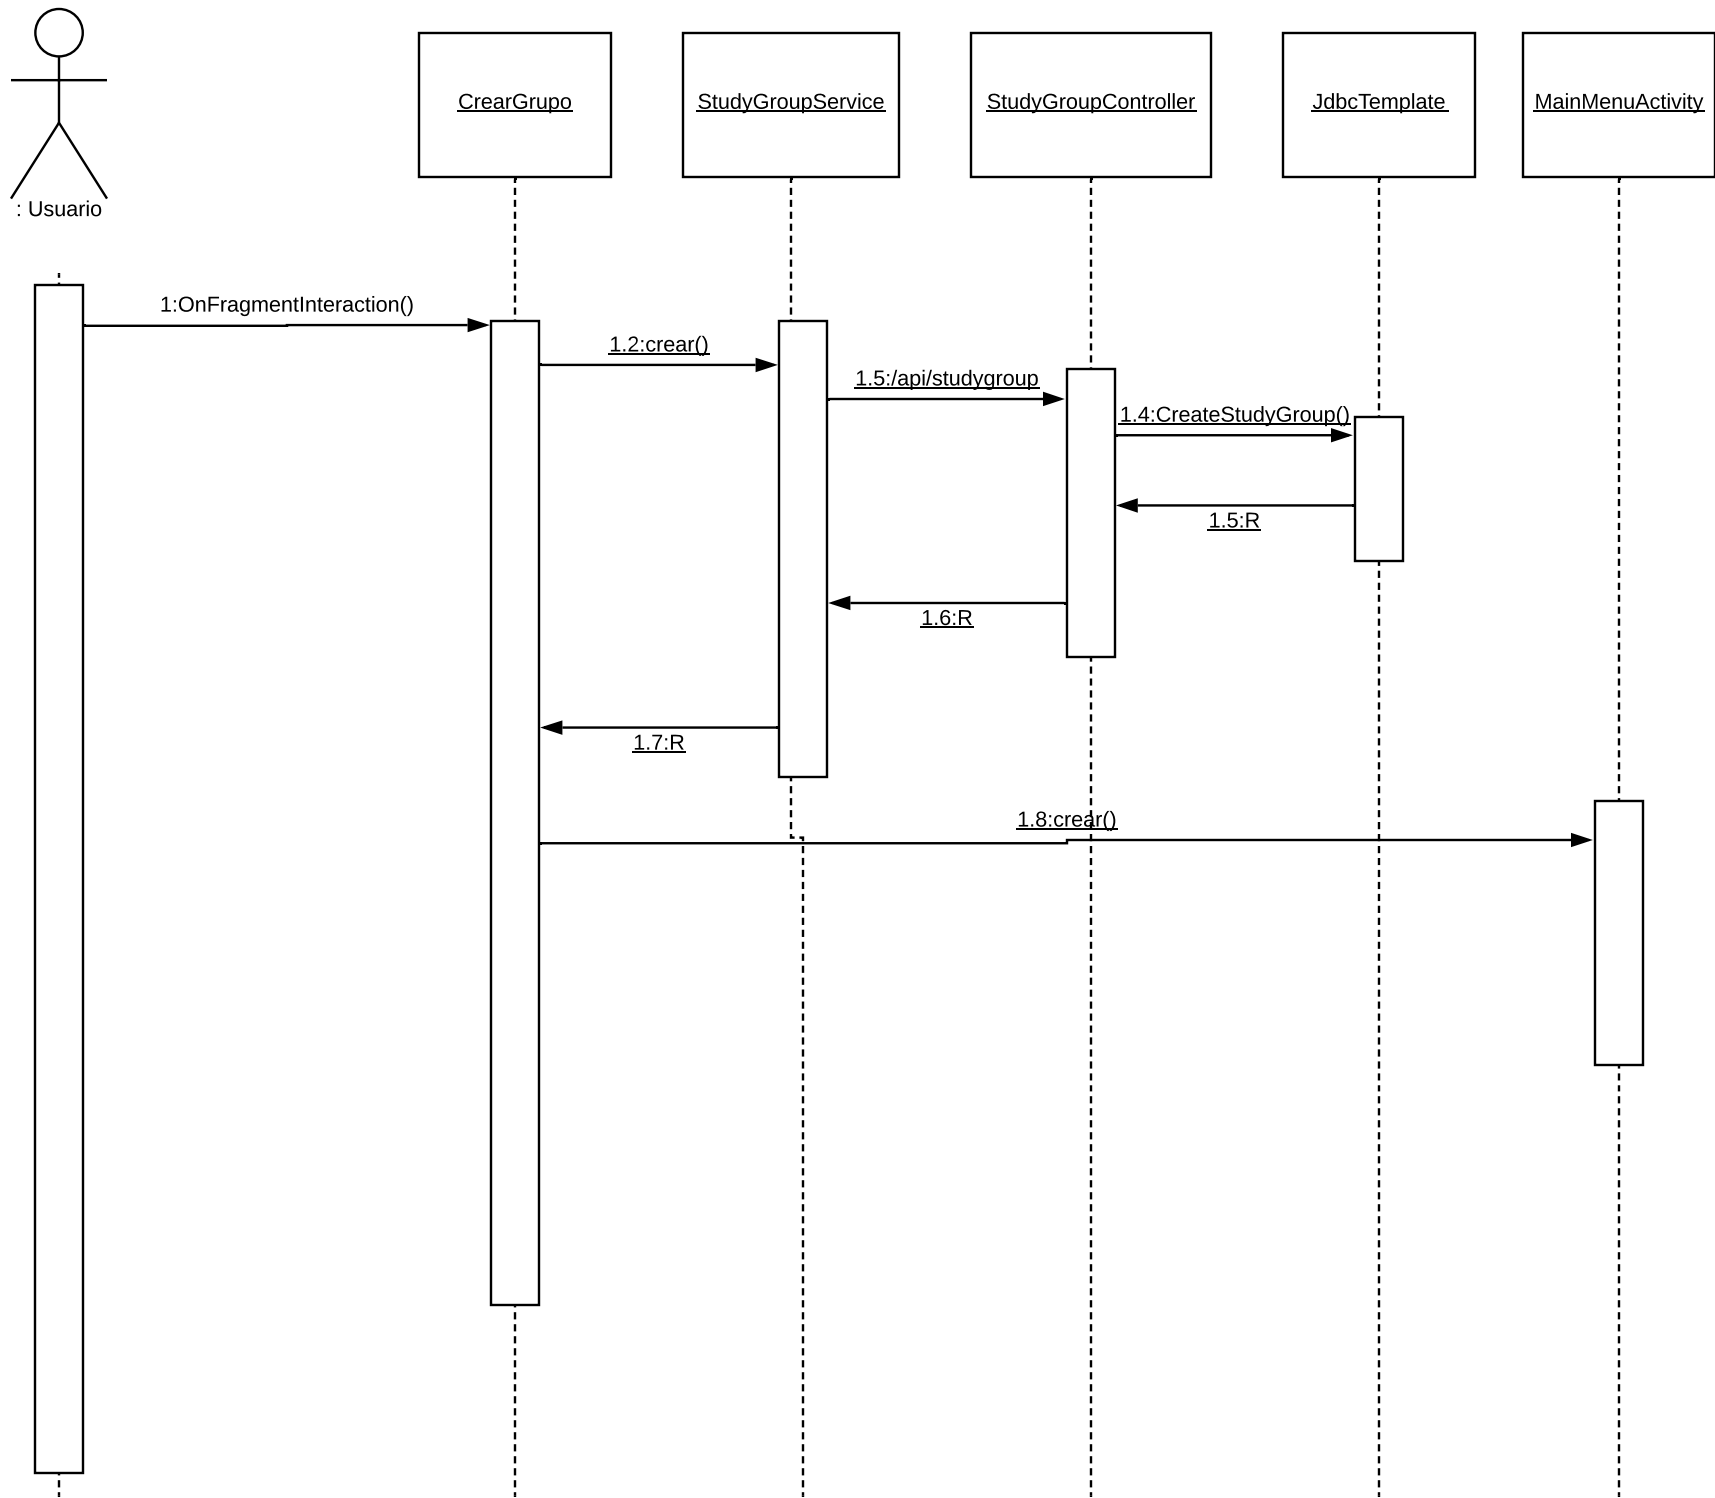 CrearGrupo
StudyGroupService
StudyGroupController
JdbcTemplate
MainMenuActivity
: Usuario
1:OnFragmentInteraction()
1.2:crear()
1.5:/api/studygroup
1.4:CreateStudyGroup()
1.5:R
1.6:R
1.7:R
1.8:crear()